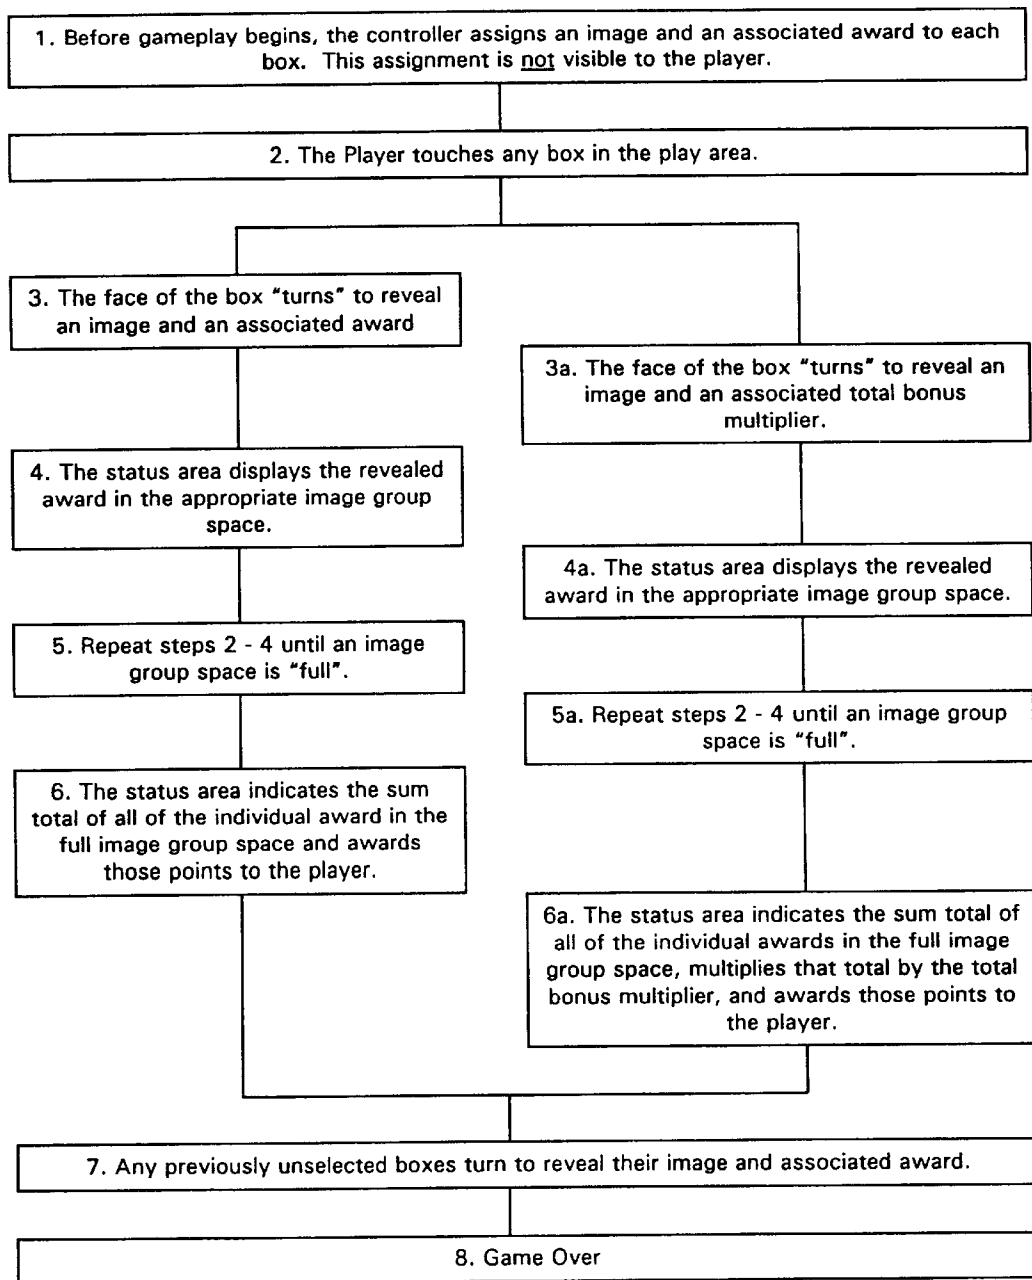 1. Before gameplay begins, the controller assigns an image and an associated award to each
box. This assignment is not visible to the player.
2. The Player touches any box in the play area.
3. The face of the box "turns" to reveal
an image and an associated award
4. The status area displays the revealed
award in the appropriate image group
space.
5. Repeat steps 2 - 4 until an image
group space is "full".
6. The status area indicates the sum
total of all of the individual award in the
full image group space and awards
those points to the player.
3a. The face of the box "turns" to reveal an
image and an associated total bonus
multiplier.
4a. The status area displays the revealed
award in the appropriate image group space.
5a. Repeat steps 2 - 4 until an image group
space is "full".
6a. The status area indicates the sum total of
all of the individual awards in the full image
group space, multiplies that total by the total
bonus multiplier, and awards those points to
the player.
7. Any previously unselected boxes turn to reveal their image and associated award.
8. Game Over